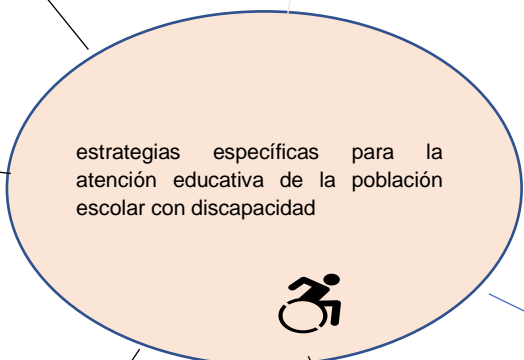 estrategias específicas para la
atención educativa de la población
escolar con discapacidad